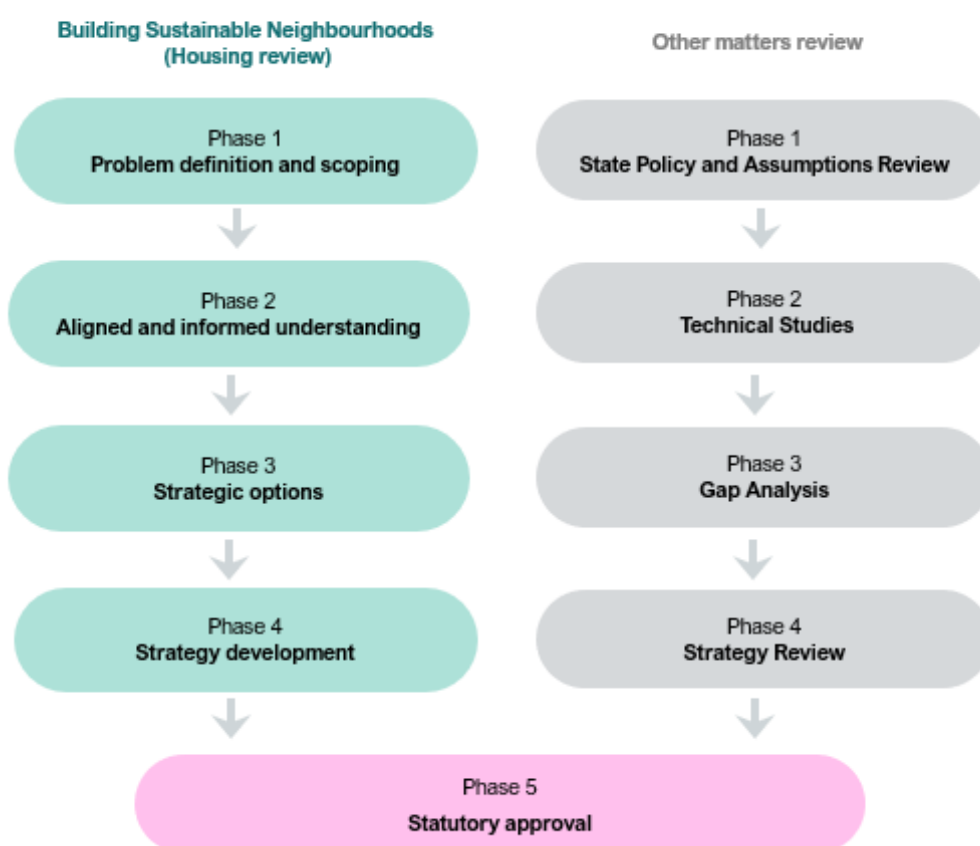 Building Sustainable Neighbourhoods
(Housing review)
Phase 1
Problem definition and scoping
Phase 2
Aligned and informed understanding
Phase 3
Strategic options
Phase 4
Strategy development
Other matters review
Phase 1
State Policy and Assumptions Review
Phase 2
Technical Studies
Phase 3
Gap Analysis
Phase 4
Strategy Review
Phase 5
Statutory approval